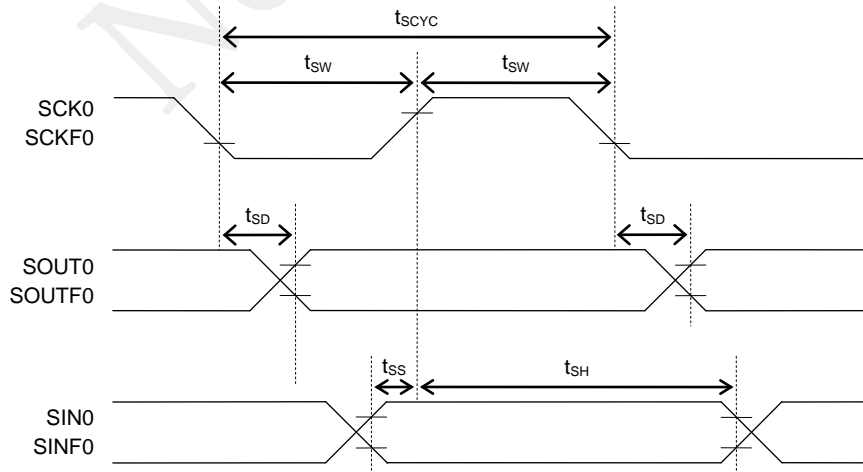 tSCYC
tSW tSW
SCK0
SCKF0
tSD tSD
SOUT0
SOUTF0
tSS tSH
SIN0
SINF0